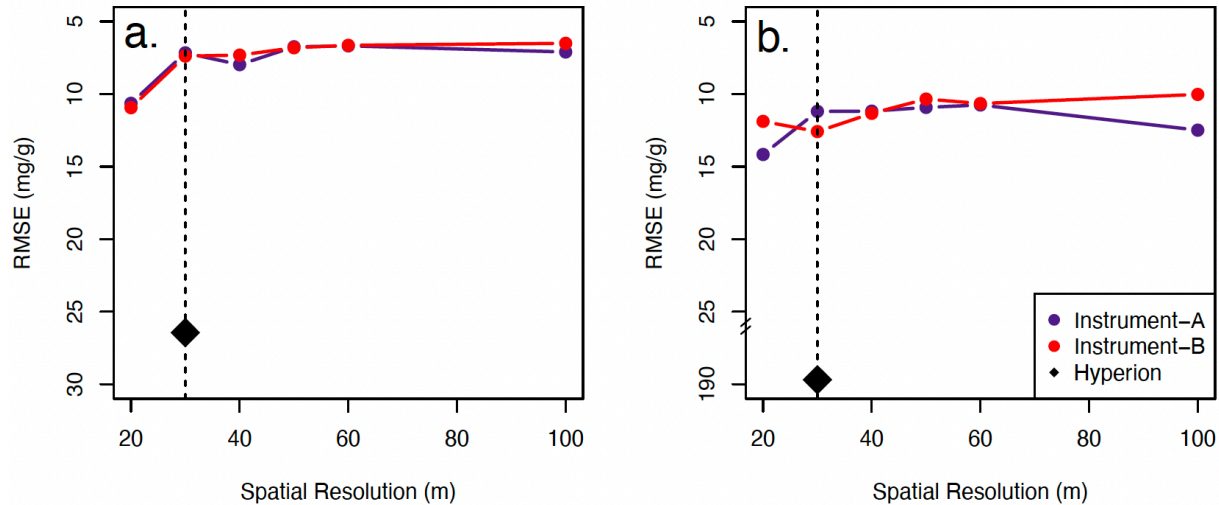 a.
5
10
15
20
25
30
RMSE (mg/g)
20 40 60 80 100
Spatial Resolution (m)
b.
5
10
15
20
25
190
RMSE (mg/g)
20 40 60 80 100
Spatial Resolution (m)
Instrument−A
Instrument−B
Hyperion